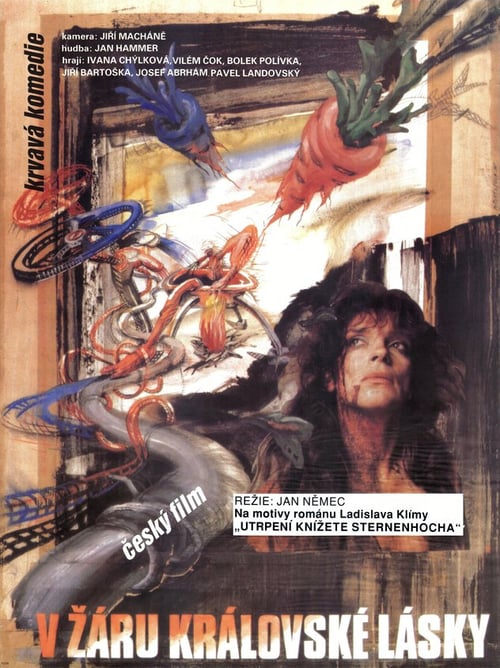 krvavá komedie
kamera: JIŘÍ MACHÁNĚ
hudba: JAN HAMMER
hrají: IVANA CHÝLKOVÁ, VILÉM ČOK, BOLEK POLÍVKA,
JIŘÍ BARTOŠKA, JOSEF ABRHÁM PAVEL LANDOVSKÝ
český film
REŽIE: JAN NĚMEC
Na motivy románu Ladislava Klímy
„UTRPENÍ KNÍŽETE STERNENHOCHA“
V ŽÁRU KRÁLOVSKÉ LÁSKY